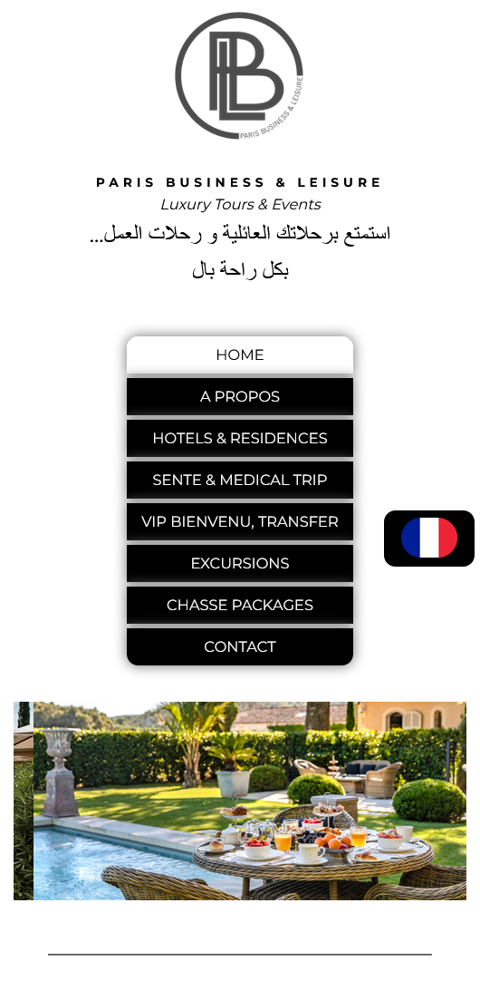 PLB
PARIS BUSINESS & LEISURE
PARIS BUSINESS & LEISURE
Luxury Tours & Events
استمتع برحلاتك العائلية و رحلات العمل...
بكل راحة بال
HOME
A PROPOS
HOTELS & RESIDENCES
SENTE & MEDICAL TRIP
VIP BIENVENU, TRANSFER
EXCURSIONS
CHASSE PACKAGES
CONTACT